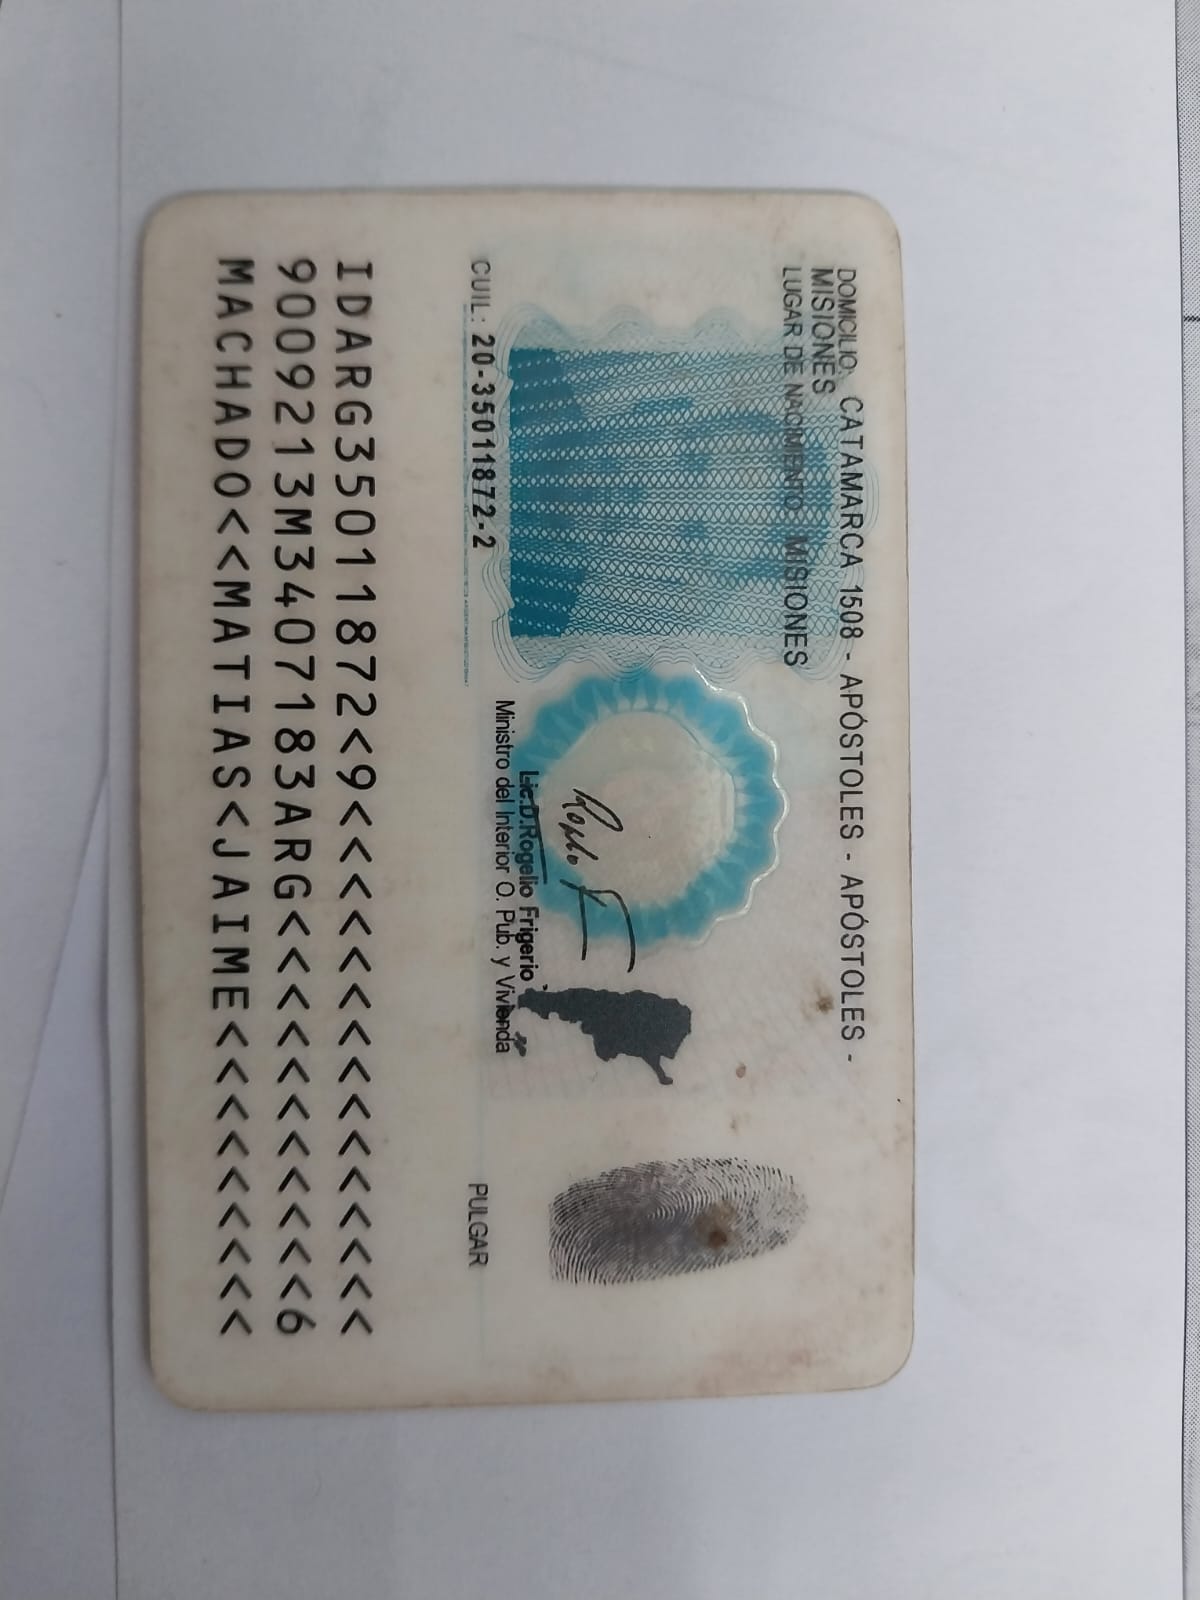 DOMICILIO: CATAMARCA 1508 - APÓSTOLES - APÓSTOLES -
MISIONES
LUGAR DE NACIMIENTO: MISIONES
CUIL: 20-35011872-2
Lic.D.Rogelio Frigerio
Ministro del Interior O. Pub. y Vivienda
PULGAR
IDARG35011872<9<<<<<<<<<<<<<<<
9009213M3407183ARG<<<<<<<<<<<6
MACHADO<<MATIAS<JAIME<<<<<<<<<